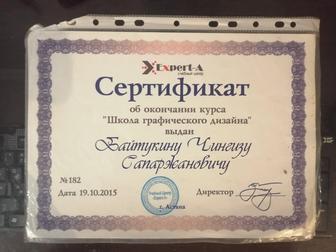 Expert-A
учебный центр
Сертификат
об окончании курса
"Школа графического дизайна"
выдан
Байтукину Чингизу
Сапаржановичу
№182
Дата 19.10.2015
Директор
г. Астана